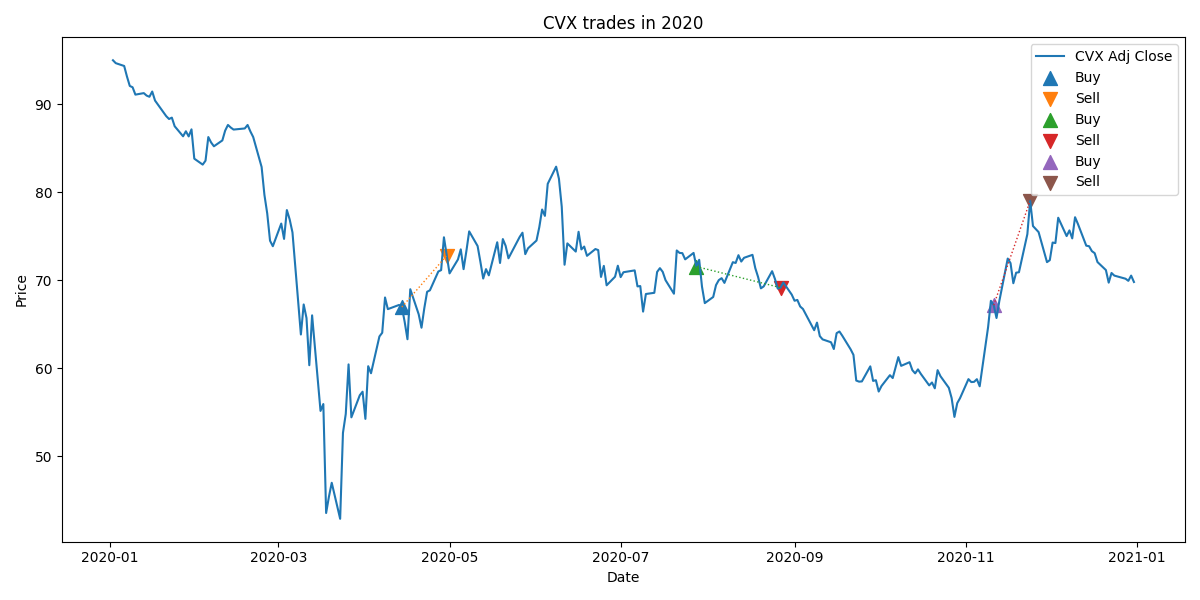 CVX trades in 2020
CVX Adj Close
Buy
Sell
Buy
Sell
Buy
Sell
Price
90
80
70
60
50
2020-01
2020-03
2020-05
2020-07
2020-09
2020-11
2021-01
Date